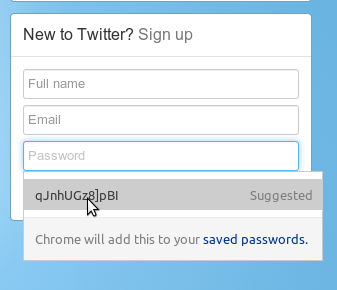 New to Twitter? Sign up
Full name
Email
Password
qJnhUGz8]pBI Suggested
Chrome will add this to your saved passwords.